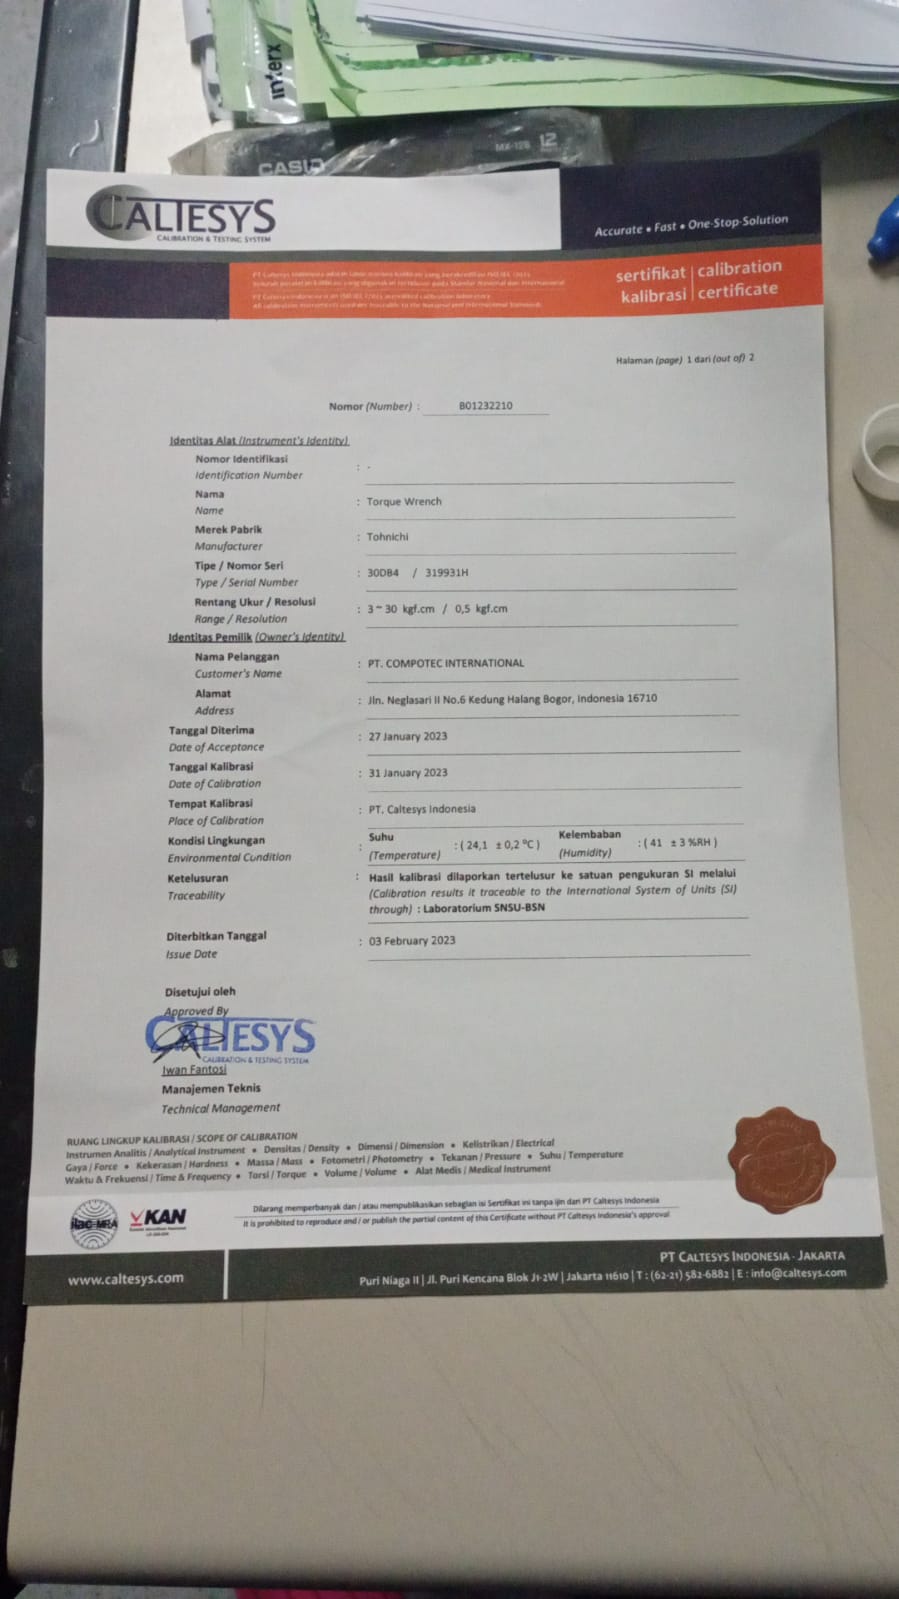 interx
CASIO
MX-12B 12
CALTESYS
CALIBRATION & TESTING SYSTEM
Accurate • Fast • One-Stop-Solution
sertifikat | calibration
kalibrasi | certificate
Halaman (page) 1 dari (out of) 2
Nomor (Number) : B01232210
Identitas Alat (Instrument's Identity)
Nomor Identifikasi
Identification Number : -
Nama
Name : Torque Wrench
Merek Pabrik
Manufacturer : Tohnichi
Tipe / Nomor Seri
Type / Serial Number : 30DB4 / 319931H
Rentang Ukur / Resolusi
Range / Resolution : 3 ~ 30 kgf.cm / 0,5 kgf.cm
Identitas Pemilik (Owner's Identity)
Nama Pelanggan
Customer's Name : PT. COMPOTEC INTERNATIONAL
Alamat
Address : Jln. Neglasari II No.6 Kedung Halang Bogor, Indonesia 16710
Tanggal Diterima
Date of Acceptance : 27 January 2023
Tanggal Kalibrasi
Date of Calibration : 31 January 2023
Tempat Kalibrasi
Place of Calibration : PT. Caltesys Indonesia
Kondisi Lingkungan
Environmental Condition : Suhu (Temperature) : ( 24,1 ± 0,2 ºC ) Kelembaban (Humidity) : ( 41 ± 3 %RH )
Ketelusuran : Hasil kalibrasi dilaporkan tertelusur ke satuan pengukuran SI melalui
Traceability (Calibration results it traceable to the International System of Units (SI)
through) : Laboratorium SNSU-BSN
Diterbitkan Tanggal
Issue Date : 03 February 2023
Disetujui oleh
Approved By
CALTESYS
CALIBRATION & TESTING SYSTEM
Iwan Fantosi
Manajemen Teknis
Technical Management
RUANG LINGKUP KALIBRASI / SCOPE OF CALIBRATION
Instrumen Analitis / Analytical Instrument • Densitas / Density • Dimensi / Dimension • Kelistrikan / Electrical
Gaya / Force • Kekerasan / Hardness • Massa / Mass • Fotometri / Photometry • Tekanan / Pressure • Suhu / Temperature
Waktu & Frekuensi / Time & Frequency • Torsi / Torque • Volume / Volume • Alat Medis / Medical Instrument
ilac-MRA
KAN
Dilarang memperbanyak dan / atau mempublikasikan sebagian isi Sertifikat ini tanpa ijin dari PT Caltesys Indonesia
It is prohibited to reproduce and / or publish the partial content of this Certificate without PT Caltesys Indonesia's approval
www.caltesys.com
PT CALTESYS INDONESIA - JAKARTA
Puri Niaga II | Jl. Puri Kencana Blok J1-2W | Jakarta 11610 | T : (62-21) 582-6882 | E : info@caltesys.com